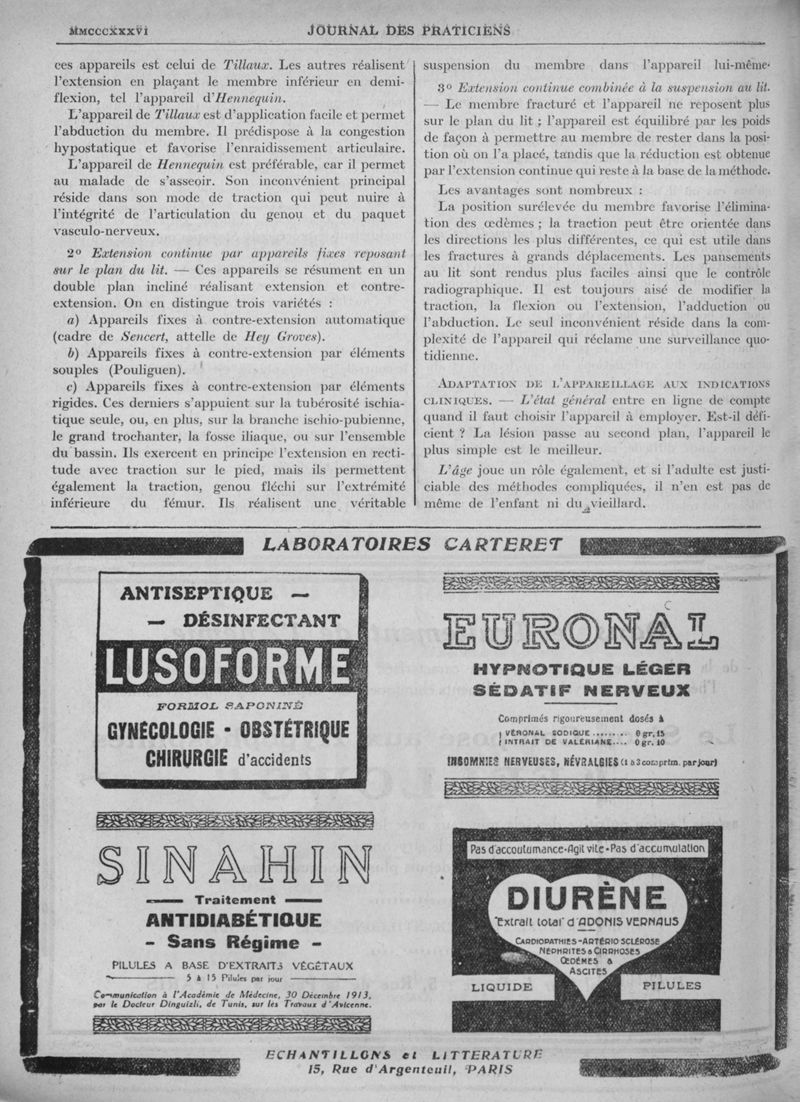 MMCCCXXXVI
JOURNAL DES PRATICIENS
ces appareils est celui de Tillaux. Les autres réalisent
l'extension en plaçant le membre inférieur en demi-
flexion, tel l'appareil d'Hennequin.
L'appareil de Tillaux est d'application facile et permet
l'abduction du membre. Il prédispose à la congestion
hypostatique et favorise l'enraidissement articulaire.
L'appareil de Hennequin est préférable, car il permet
au malade de s'asseoir. Son inconvénient principal
réside dans son mode de traction qui peut nuire à
l'intégrité de l'articulation du genou et du paquet
vasculo-nerveux.
2º Extension continue par appareils fixes reposant
sur le plan du lit. — Ces appareils se résument en un
double plan incliné réalisant extension et contre-
extension. On en distingue trois variétés :
a) Appareils fixes à contre-extension automatique
(cadre de Sencert, attelle de Hey Groves).
b) Appareils fixes à contre-extension par éléments
souples (Pouliguen).
c) Appareils fixes à contre-extension par éléments
rigides. Ces derniers s'appuient sur la tubérosité ischia-
tique seule, ou, en plus, sur la branche ischio-pubienne,
le grand trochanter, la fosse iliaque, ou sur l'ensemble
du bassin. Ils exercent en principe l'extension en recti-
tude avec traction sur le pied, mais ils permettent
également la traction, genou fléchi sur l'extrémité
inférieure du fémur. Ils réalisent une véritable
suspension du membre dans l'appareil lui-même.
3º Extension continue combinée à la suspension au lit.
— Le membre fracturé et l'appareil ne reposent plus
sur le plan du lit ; l'appareil est équilibré par les poids
de façon à permettre au membre de rester dans la posi-
tion où on l'a placé, tandis que la réduction est obtenue
par l'extension continue qui reste à la base de la méthode.
Les avantages sont nombreux :
La position surélevée du membre favorise l'élimina-
tion des œdèmes ; la traction peut être orientée dans
les directions les plus différentes, ce qui est utile dans
les fractures à grands déplacements. Les pansements
au lit sont rendus plus faciles ainsi que le contrôle
radiographique. Il est toujours aisé de modifier la
traction, la flexion ou l'extension, l'adduction ou
l'abduction. Le seul inconvénient réside dans la com-
plexité de l'appareil qui réclame une surveillance quo-
tidienne.
ADAPTATION DE L'APPAREILLAGE AUX INDICATIONS
CLINIQUES. — L'état général entre en ligne de compte
quand il faut choisir l'appareil à employer. Est-il défi-
cient ? La lésion passe au second plan, l'appareil le
plus simple est le meilleur.
L'âge joue un rôle également, et si l'adulte est justi-
ciable des méthodes compliquées, il n'en est pas de
même de l'enfant ni du vieillard.
LABORATOIRES CARTERET
ANTISEPTIQUE —
— DÉSINFECTANT
LUSOFORME
FORMOL SAPONINÉ
GYNÉCOLOGIE - OBSTÉTRIQUE
CHIRURGIE d'accidents
EURONAL
HYPNOTIQUE LÉGER
SÉDATIF NERVEUX
Comprimés rigoureusement dosés à
VÉRONAL SODIQUE ........ 0 gr. 15
INTRAIT DE VALÉRIANE.... 0 gr. 10
INSOMNIES NERVEUSES, NÉVRALGIES (1 à 3 comprim. par jour)
SINAHIN
Traitement
ANTIDIABÉTIQUE
- Sans Régime -
PILULES A BASE D'EXTRAITS VÉGÉTAUX
5 à 15 Pilules par jour
Communication à l'Académie de Médecine, 30 Décembre 1913,
par le Docteur Dinguizli, de Tunis, sur les Travaux d'Avicenne.
Pas d'accoutumance-Agit vite-Pas d'accumulation
DIURÈNE
"Extrait total" d'ADONIS VERNALIS
CARDIOPATHIES-ARTÉRIO SCLÉROSE
NÉPHRITES & CIRRHOSES
ŒDÈMES &
ASCITES
LIQUIDE
PILULES
ECHANTILLONS et LITTERATURE
15, Rue d'Argenteuil, PARIS